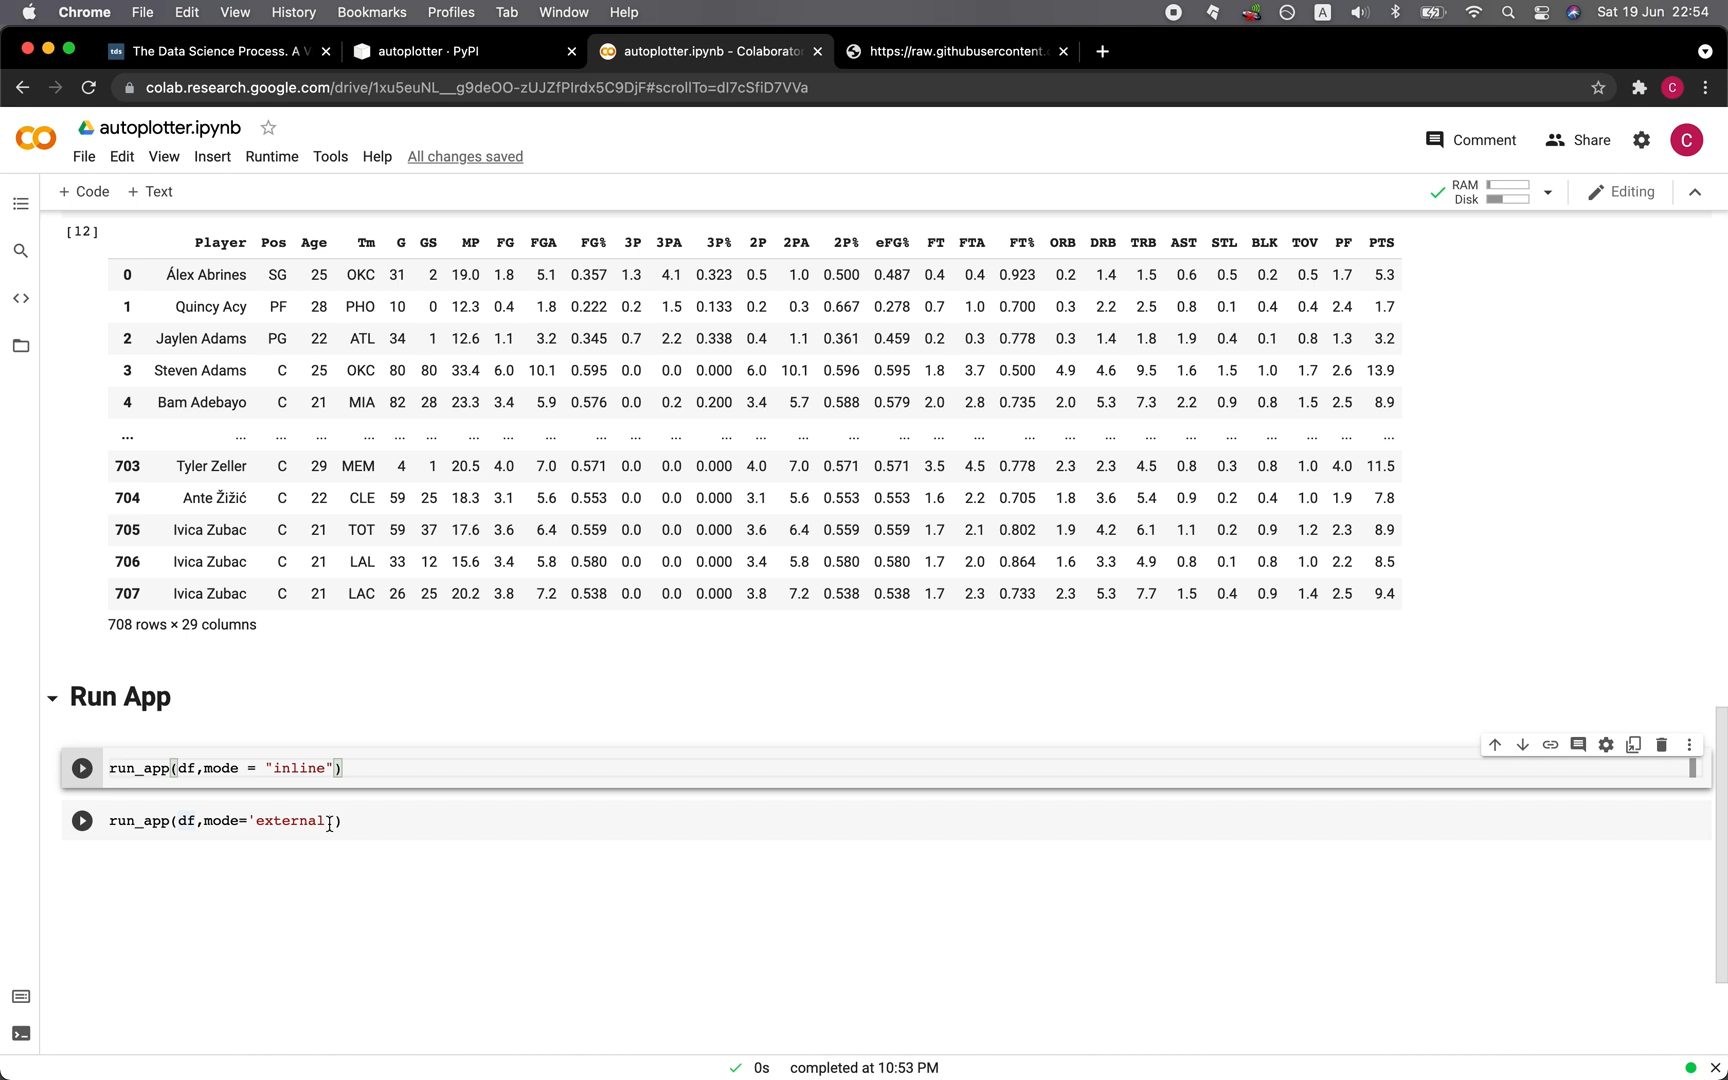 Chrome File Edit View History Bookmarks Profiles Tab Window Help A Sat 19 Jun 22:54
tds The Data Science Process. A V autoplotter · PyPI autoplotter.ipynb - Colaborato https://raw.githubusercontent.
colab.research.google.com/drive/1xu5euNL__g9deOO-zUJZfPIrdx5C9DjF#scrollTo=dI7cSfiD7VVa C
autoplotter.ipynb
File Edit View Insert Runtime Tools Help All changes saved Comment Share C
+ Code + Text RAM Disk Editing
[12]
Player Pos Age Tm G GS MP FG FGA FG% 3P 3PA 3P% 2P 2PA 2P% eFG% FT FTA FT% ORB DRB TRB AST STL BLK TOV PF PTS
0 Álex Abrines SG 25 OKC 31 2 19.0 1.8 5.1 0.357 1.3 4.1 0.323 0.5 1.0 0.500 0.487 0.4 0.4 0.923 0.2 1.4 1.5 0.6 0.5 0.2 0.5 1.7 5.3
1 Quincy Acy PF 28 PHO 10 0 12.3 0.4 1.8 0.222 0.2 1.5 0.133 0.2 0.3 0.667 0.278 0.7 1.0 0.700 0.3 2.2 2.5 0.8 0.1 0.4 0.4 2.4 1.7
2 Jaylen Adams PG 22 ATL 34 1 12.6 1.1 3.2 0.345 0.7 2.2 0.338 0.4 1.1 0.361 0.459 0.2 0.3 0.778 0.3 1.4 1.8 1.9 0.4 0.1 0.8 1.3 3.2
3 Steven Adams C 25 OKC 80 80 33.4 6.0 10.1 0.595 0.0 0.0 0.000 6.0 10.1 0.596 0.595 1.8 3.7 0.500 4.9 4.6 9.5 1.6 1.5 1.0 1.7 2.6 13.9
4 Bam Adebayo C 21 MIA 82 28 23.3 3.4 5.9 0.576 0.0 0.2 0.200 3.4 5.7 0.588 0.579 2.0 2.8 0.735 2.0 5.3 7.3 2.2 0.9 0.8 1.5 2.5 8.9
... ... ... ... ... ... ... ... ... ... ... ... ... ... ... ... ... ... ... ... ... ... ... ... ... ... ... ... ... ...
703 Tyler Zeller C 29 MEM 4 1 20.5 4.0 7.0 0.571 0.0 0.0 0.000 4.0 7.0 0.571 0.571 3.5 4.5 0.778 2.3 2.3 4.5 0.8 0.3 0.8 1.0 4.0 11.5
704 Ante Žižić C 22 CLE 59 25 18.3 3.1 5.6 0.553 0.0 0.0 0.000 3.1 5.6 0.553 0.553 1.6 2.2 0.705 1.8 3.6 5.4 0.9 0.2 0.4 1.0 1.9 7.8
705 Ivica Zubac C 21 TOT 59 37 17.6 3.6 6.4 0.559 0.0 0.0 0.000 3.6 6.4 0.559 0.559 1.7 2.1 0.802 1.9 4.2 6.1 1.1 0.2 0.9 1.2 2.3 8.9
706 Ivica Zubac C 21 LAL 33 12 15.6 3.4 5.8 0.580 0.0 0.0 0.000 3.4 5.8 0.580 0.580 1.7 2.0 0.864 1.6 3.3 4.9 0.8 0.1 0.8 1.0 2.2 8.5
707 Ivica Zubac C 21 LAC 26 25 20.2 3.8 7.2 0.538 0.0 0.0 0.000 3.8 7.2 0.538 0.538 1.7 2.3 0.733 2.3 5.3 7.7 1.5 0.4 0.9 1.4 2.5 9.4
708 rows × 29 columns
Run App
run_app(df,mode = "inline")
run_app(df,mode='external')
0s completed at 10:53 PM